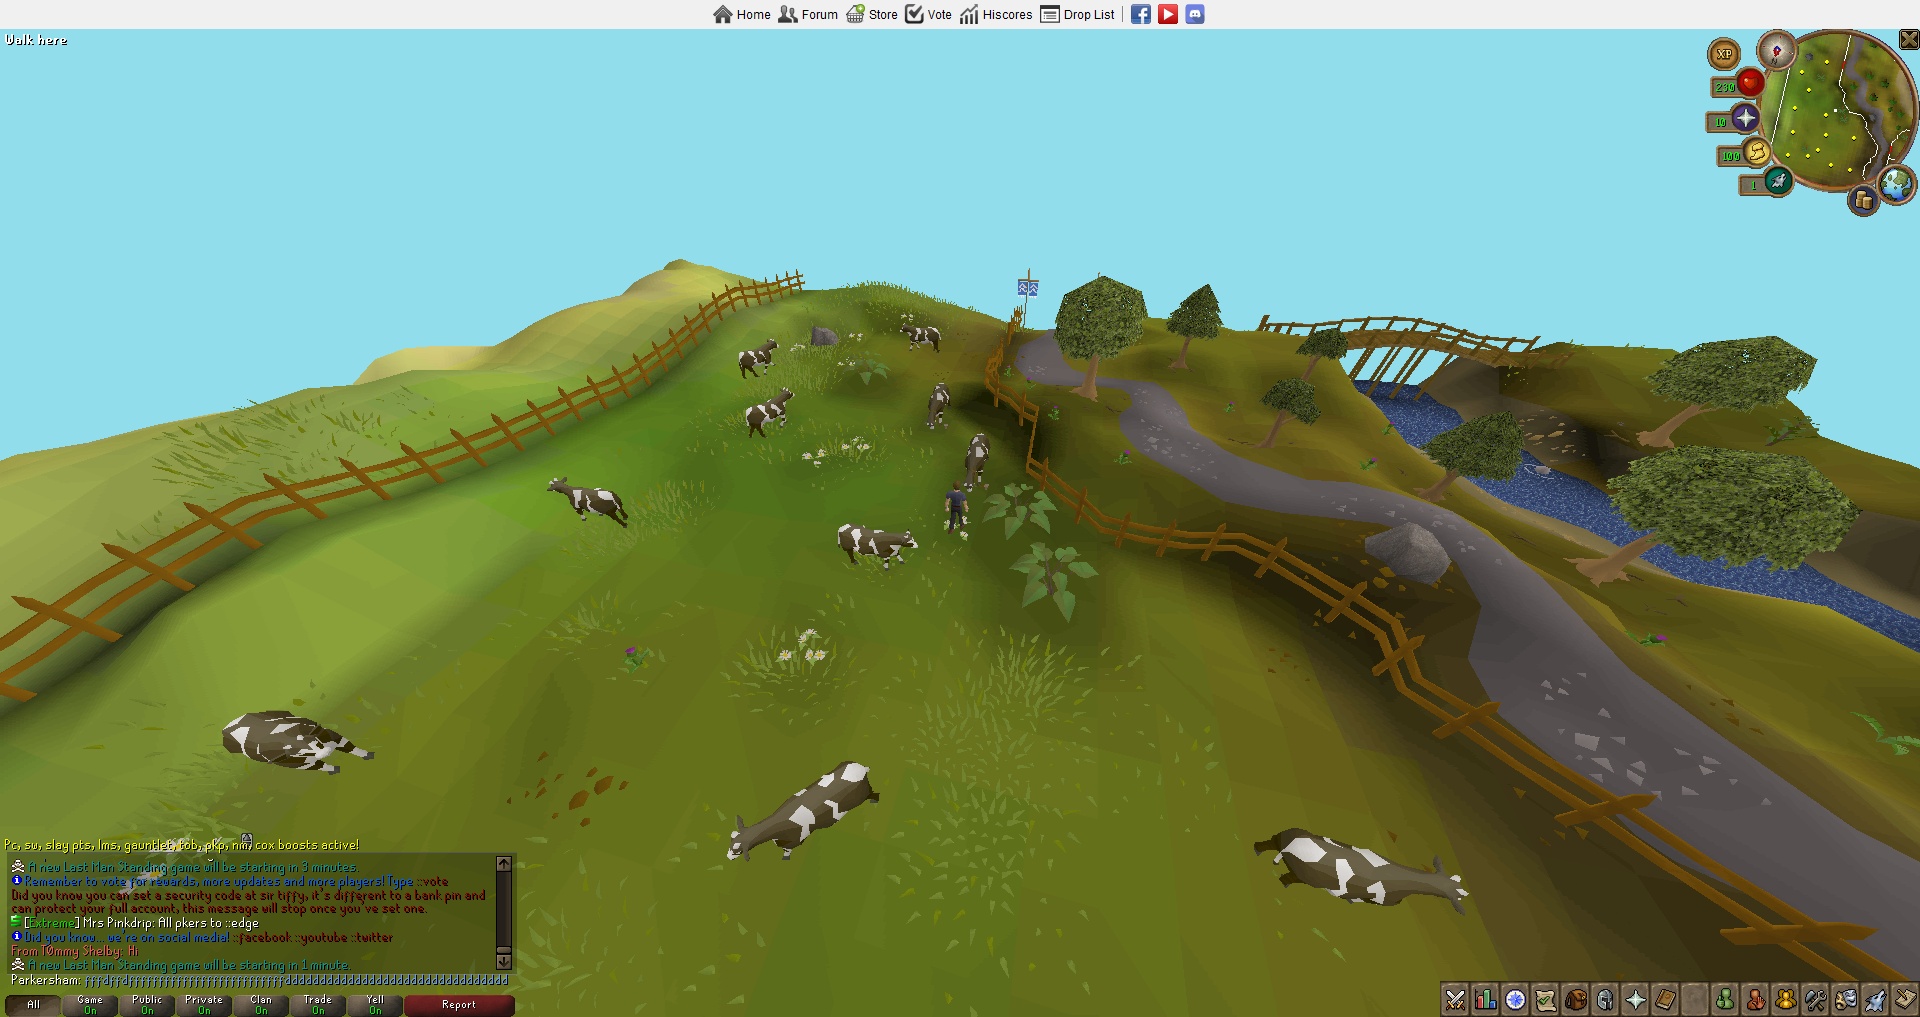 Home Forum Store Vote Hiscores Drop List
Walk here
XP
230
10
100
1
Pc, sw, slay pts, lms, gauntlet, tob, pkp, nm, cox boosts active!
A new Last Man Standing game will be starting in 3 minutes.
Remember to vote for rewards, more updates and more players! Type ::vote
Did you know you can set a security code at sir tiffy, it's different to a bank pin and
can protect your full account, this message will stop once you've set one.
[Extreme] Mrs Pinkdrip: All pkers to ::edge
Did you know... we're on social media! ::facebook ::youtube ::twitter
From T0mmy Shelby: Hi
A new Last Man Standing game will be starting in 1 minute.
Parkersham:
All Game Public Private Clan Trade Yell Report
On On On On On On